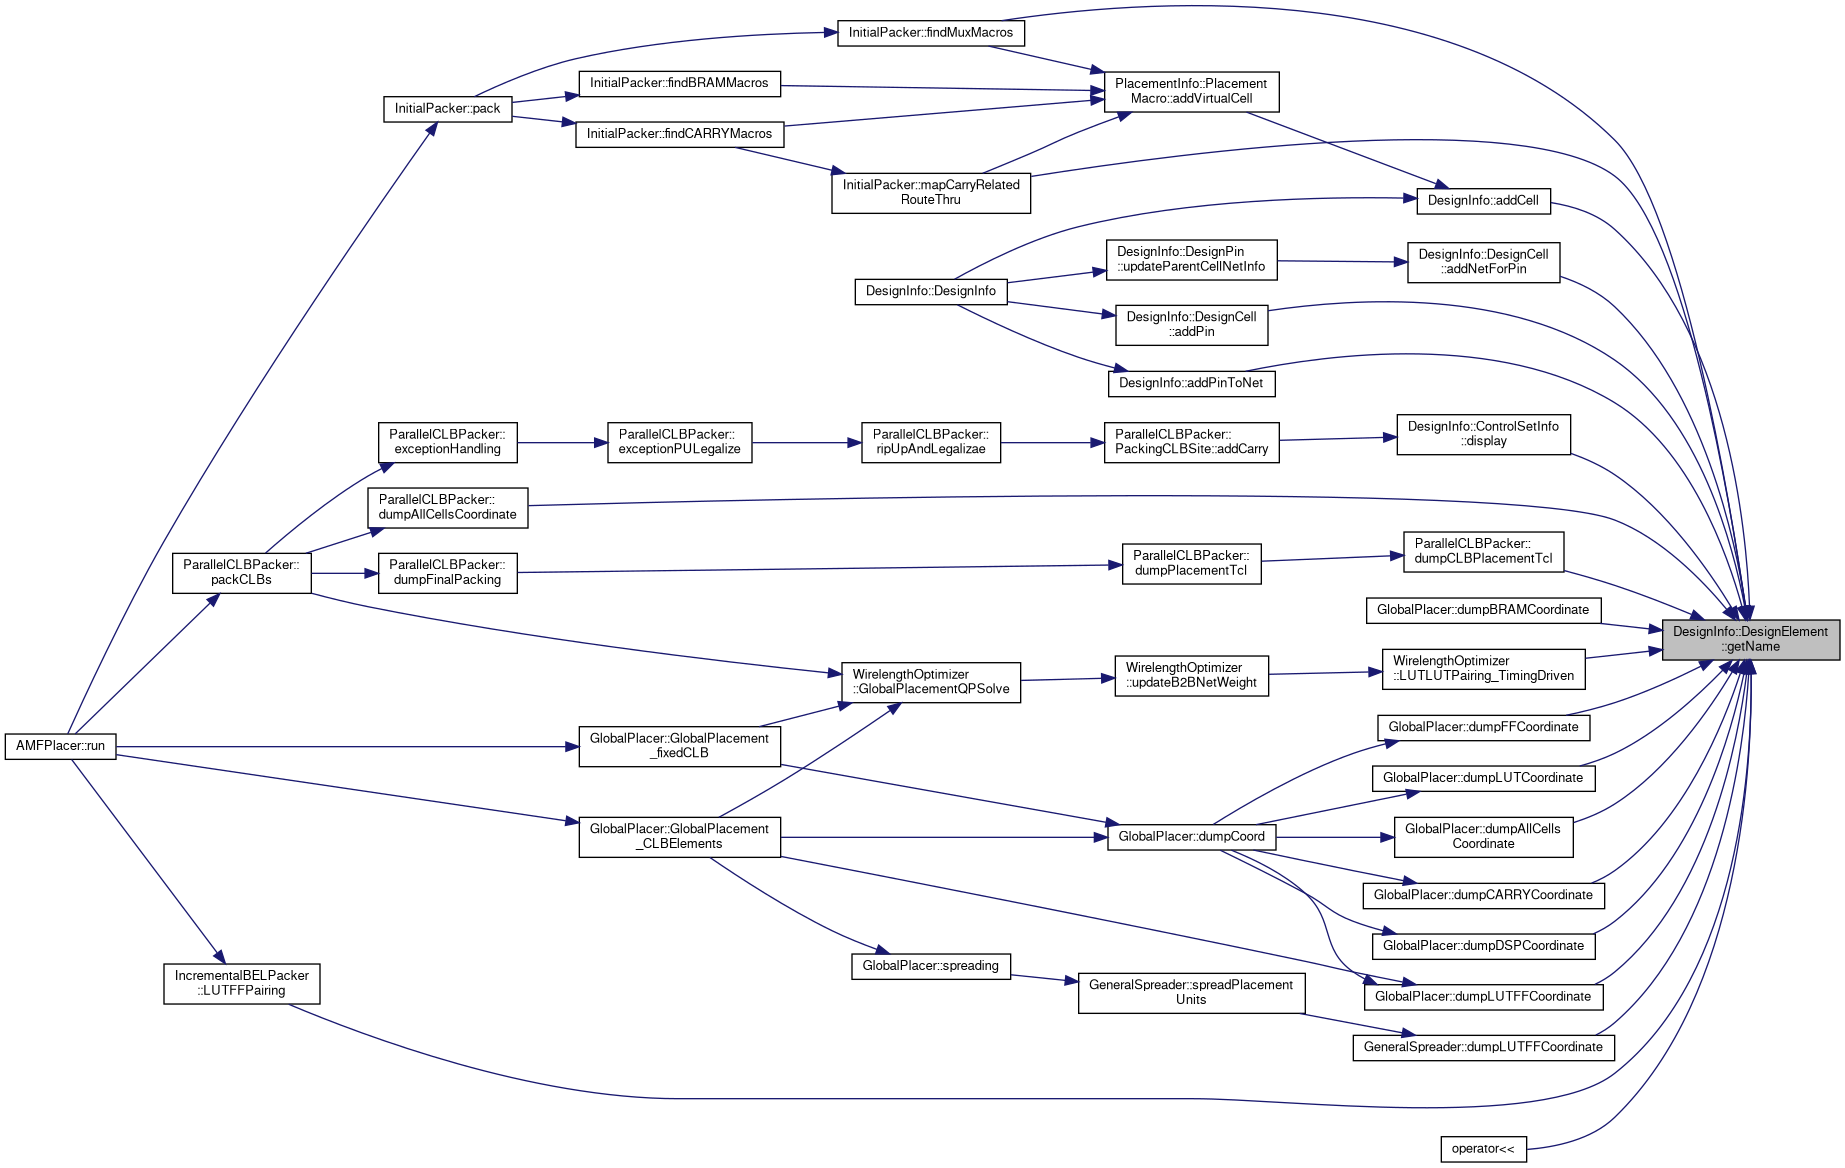 InitialPacker::findMuxMacros
InitialPacker::findBRAMMacros
PlacementInfo::Placement
Macro::addVirtualCell
InitialPacker::pack
InitialPacker::findCARRYMacros
InitialPacker::mapCarryRelated
RouteThru
DesignInfo::addCell
DesignInfo::DesignPin
::updateParentCellNetInfo
DesignInfo::DesignCell
::addNetForPin
DesignInfo::DesignInfo
DesignInfo::DesignCell
::addPin
DesignInfo::addPinToNet
ParallelCLBPacker::
exceptionHandling
ParallelCLBPacker::
exceptionPULegalize
ParallelCLBPacker::
ripUpAndLegalizae
ParallelCLBPacker::
PackingCLBSite::addCarry
DesignInfo::ControlSetInfo
::display
ParallelCLBPacker::
dumpAllCellsCoordinate
ParallelCLBPacker::
packCLBs
ParallelCLBPacker::
dumpFinalPacking
ParallelCLBPacker::
dumpPlacementTcl
ParallelCLBPacker::
dumpCLBPlacementTcl
GlobalPlacer::dumpBRAMCoordinate
DesignInfo::DesignElement
::getName
WirelengthOptimizer
::GlobalPlacementQPSolve
WirelengthOptimizer
::updateB2BNetWeight
WirelengthOptimizer
::LUTLUTPairing_TimingDriven
GlobalPlacer::dumpFFCoordinate
AMFPlacer::run
GlobalPlacer::GlobalPlacement
_fixedCLB
GlobalPlacer::dumpLUTCoordinate
GlobalPlacer::GlobalPlacement
_CLBElements
GlobalPlacer::dumpCoord
GlobalPlacer::dumpAllCells
Coordinate
GlobalPlacer::dumpCARRYCoordinate
GlobalPlacer::dumpDSPCoordinate
GlobalPlacer::spreading
IncrementalBELPacker
::LUTFFPairing
GeneralSpreader::spreadPlacement
Units
GlobalPlacer::dumpLUTFFCoordinate
GeneralSpreader::dumpLUTFFCoordinate
operator<<